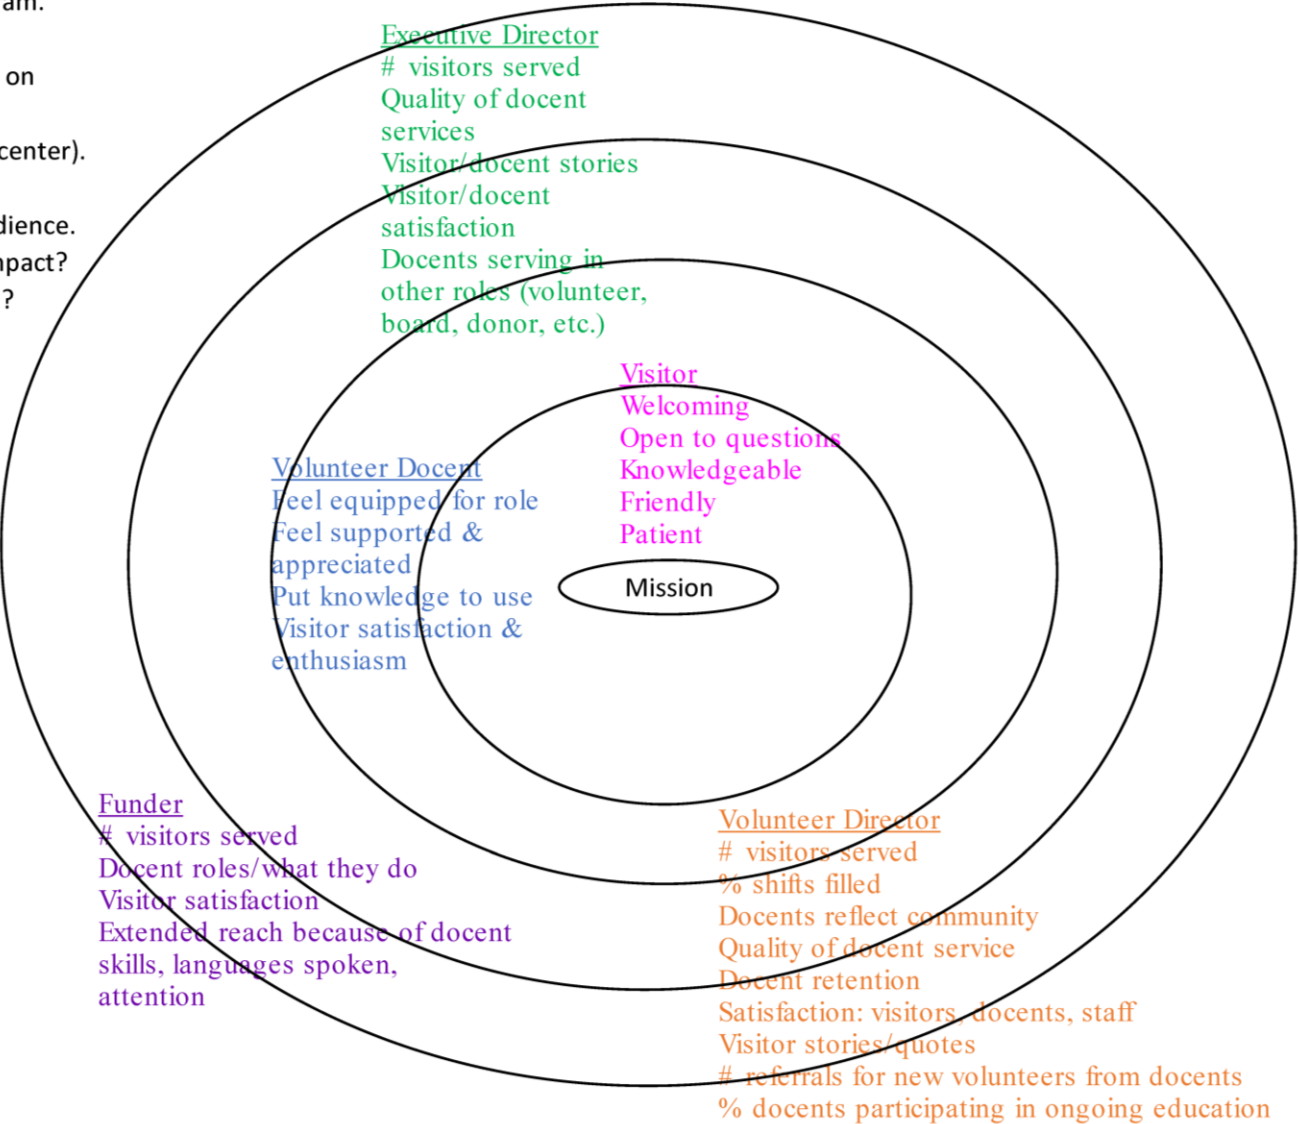 am.
on
center).
dience.
npact?
?
Executive Director
# visitors served
Quality of docent
services
Visitor/docent stories
Visitor/docent
satisfaction
Docents serving in
other roles (volunteer,
board, donor, etc.)
Visitor
Welcoming
Open to questions
Knowledgeable
Friendly
Patient
Volunteer Docent
Feel equipped for role
Feel supported &
appreciated
Put knowledge to use
Visitor satisfaction &
enthusiasm
Mission
Funder
# visitors served
Docent roles/what they do
Visitor satisfaction
Extended reach because of docent
skills, languages spoken,
attention
Volunteer Director
# visitors served
% shifts filled
Docents reflect community
Quality of docent service
Docent retention
Satisfaction: visitors, docents, staff
Visitor stories/quotes
# referrals for new volunteers from docents
% docents participating in ongoing education